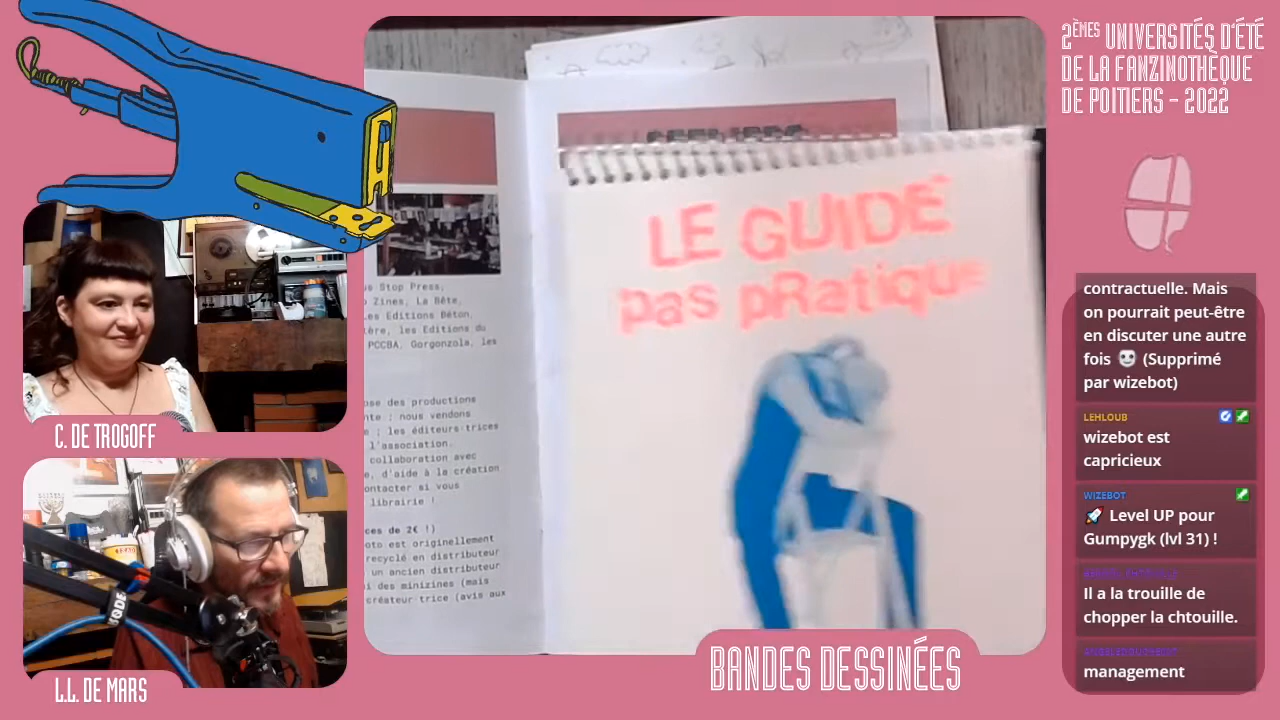 2ÈMES UNIVERSITÉS D'ÉTÉ
DE LA FANZINOTHÈQUE
DE POITIERS - 2022
LE GUIDE
pas pRatique
Stop Press,
Zines, La Bête,
Les Editions Béton,
les Editions du
PCCBA, Gorgonzola, les
des productions
nous vendons
les éditeurs·trices
l'association.
collaboration avec
d'aide à la création
contacter si vous
librairie !
de 2€ !)
est originellement
recyclé en distributeur
un ancien distributeur
des minizines (mais
créateur·trice (avis aux
C. DE TROGOFF
L.L. DE MARS
BANDES DESSINÉES
contractuelle. Mais
on pourrait peut-être
en discuter une autre
fois (Supprimé
par wizebot)
LEHLOUB
wizebot est
capricieux
WIZEBOT
Level UP pour
Gumpygk (lvl 31) !
Il a la trouille de
chopper la chtouille.
management